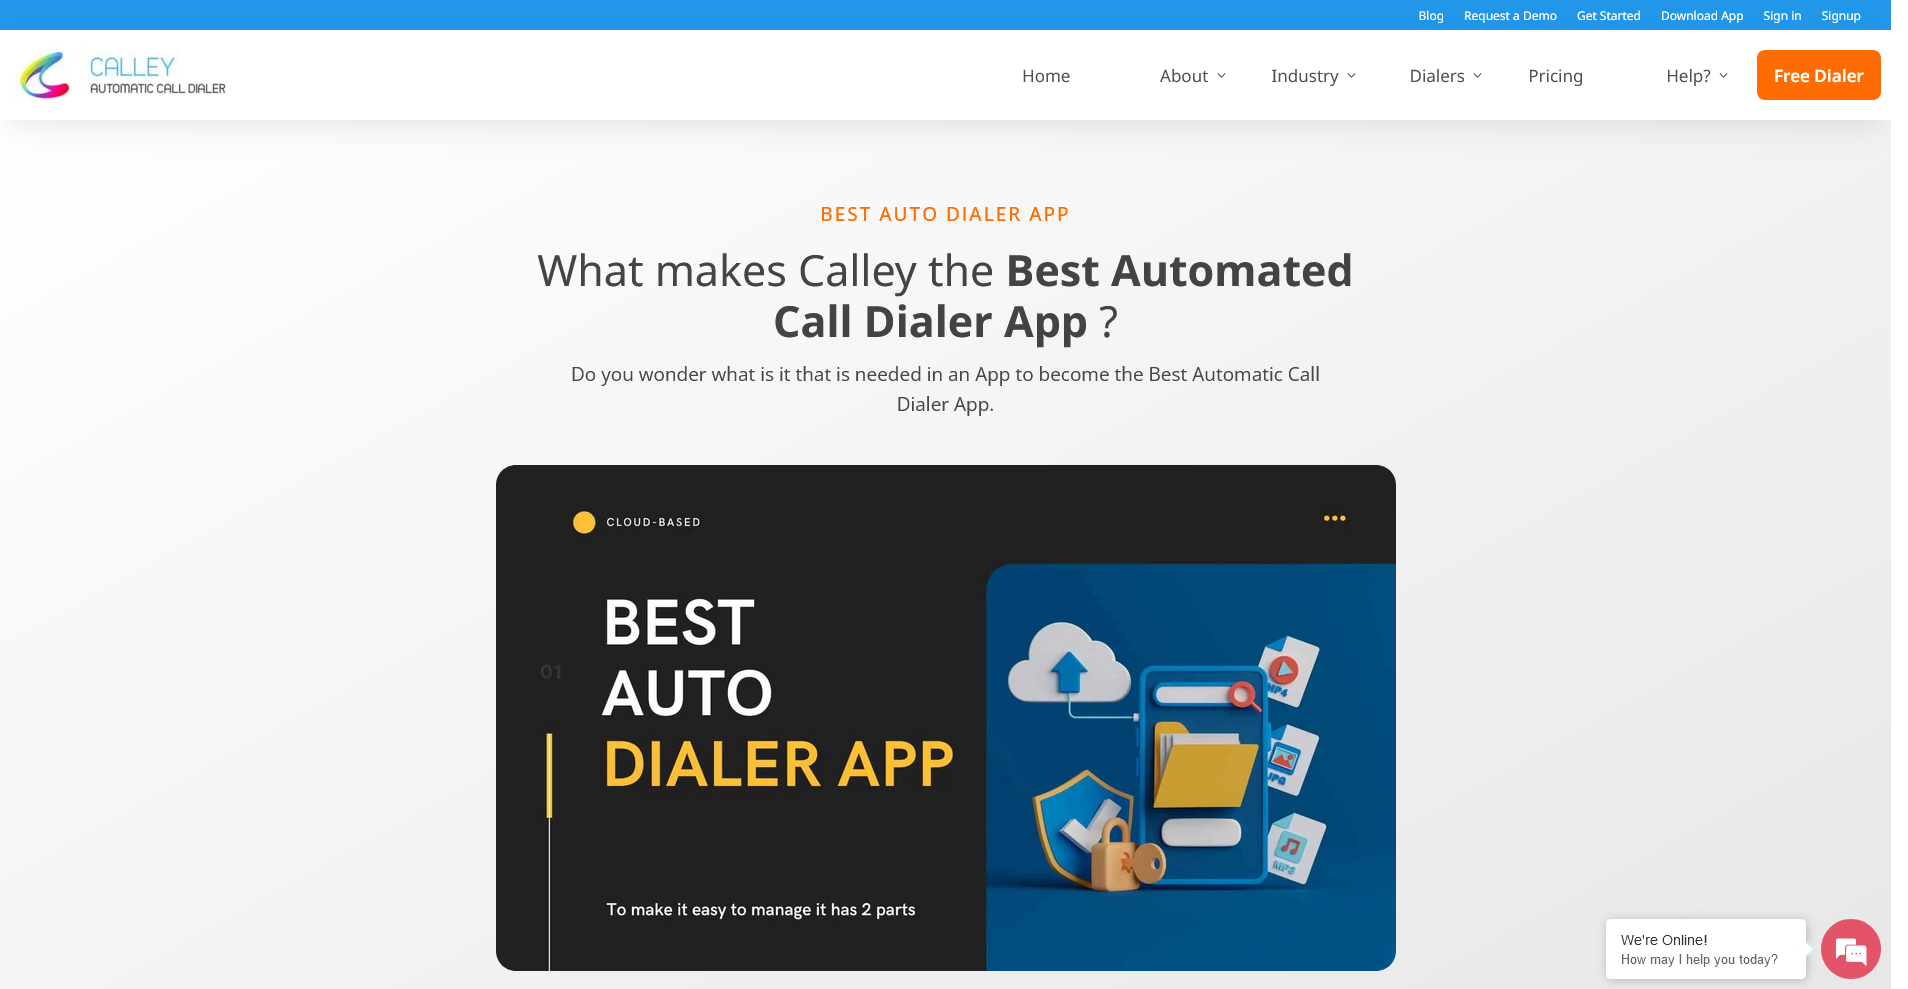 Blog Request a Demo Get Started Download App Sign in Signup
CALLEY
AUTOMATIC CALL DIALER
Home About Industry Dialers Pricing Help? Free Dialer
BEST AUTO DIALER APP
What makes Calley the Best Automated
Call Dialer App ?
Do you wonder what is it that is needed in an App to become the Best Automatic Call
Dialer App.
CLOUD-BASED
BEST
01
AUTO
DIALER APP
MP4
JPG
MP3
To make it easy to manage it has 2 parts
We're Online!
How may I help you today?